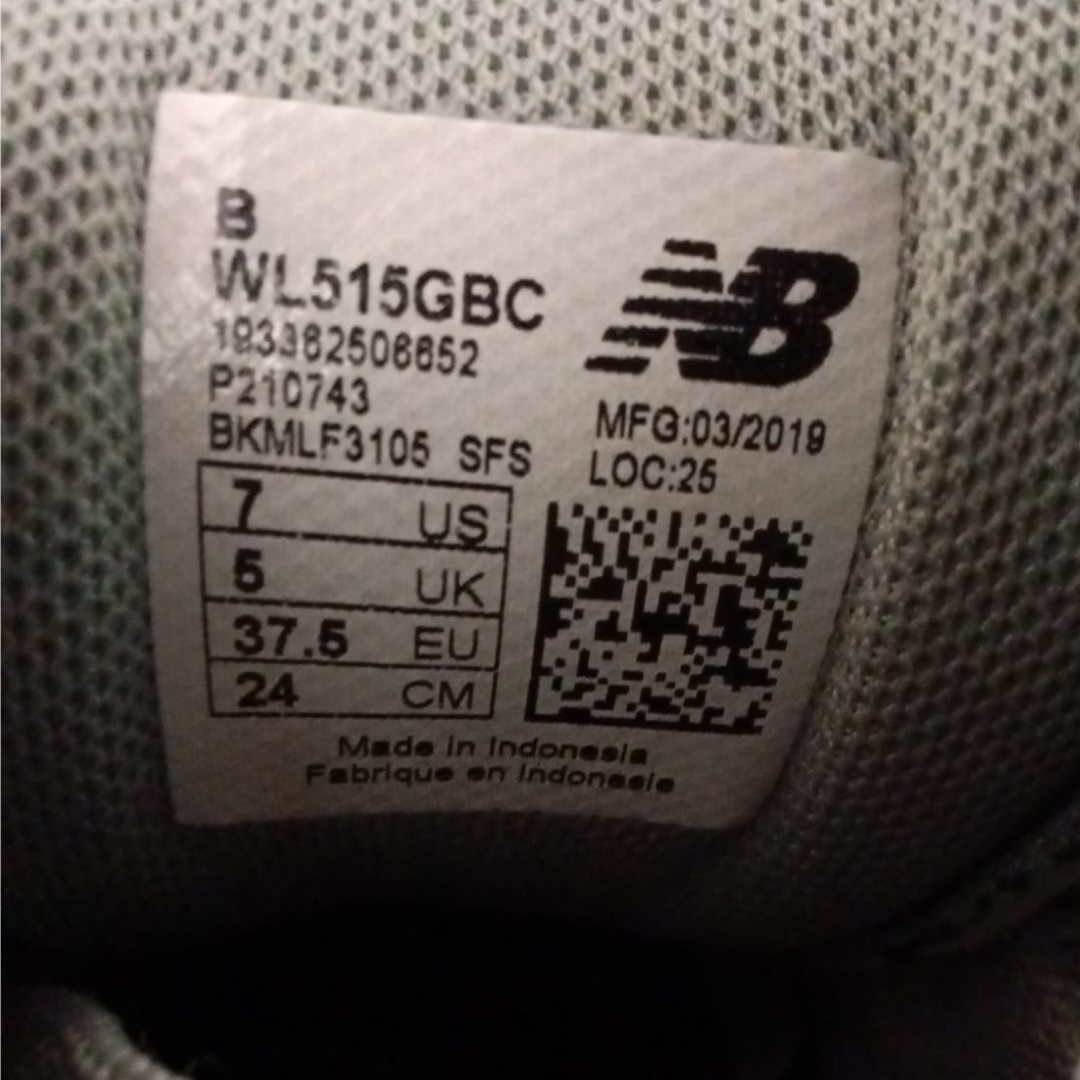 B
WL515GBC
193362506652
P210743
BKMLF3105 SFS
NB
MFG:03/2019
LOC:25
7 US
5 UK
37.5 EU
24 CM
Made in Indonesia
Fabrique en Indonesie